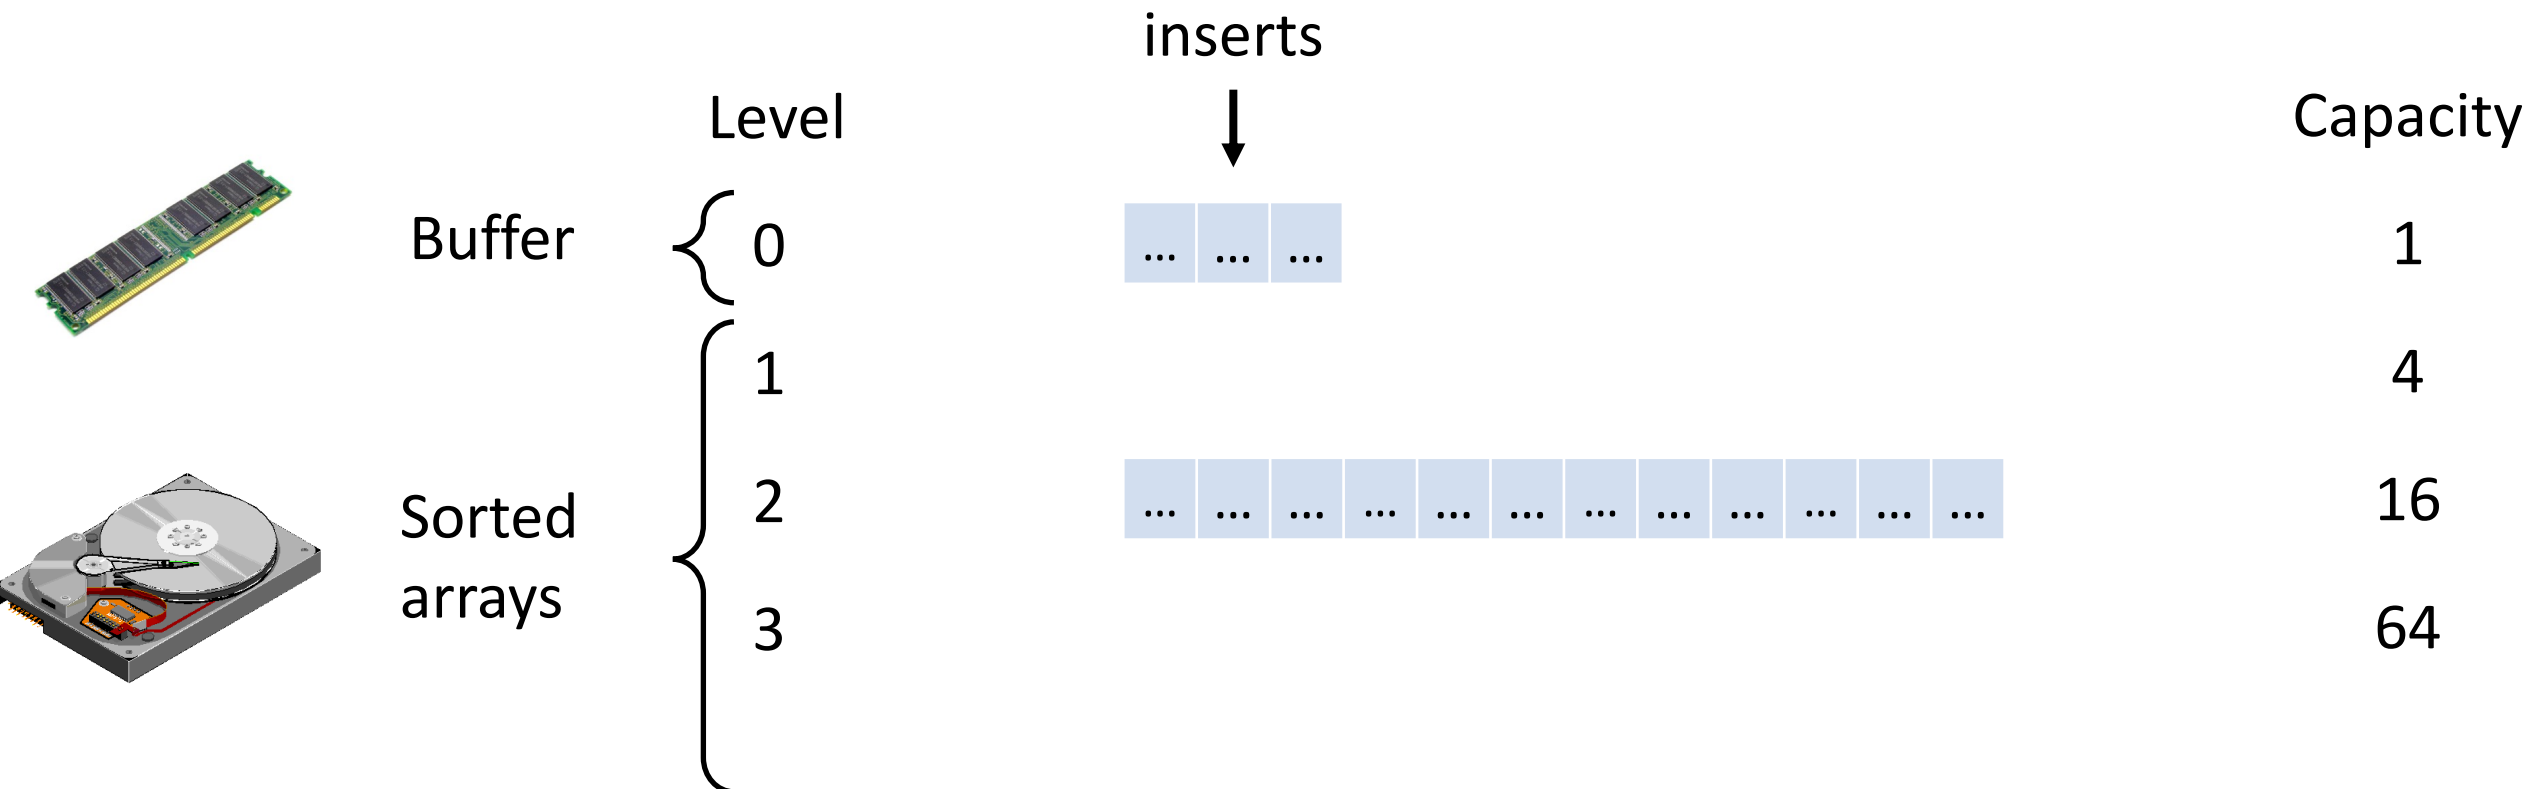 inserts
Level
Capacity
Buffer
0
... ... ...
1
1
4
Sorted
arrays
2
... ... ... ... ... ... ... ... ... ... ... ...
16
3
64